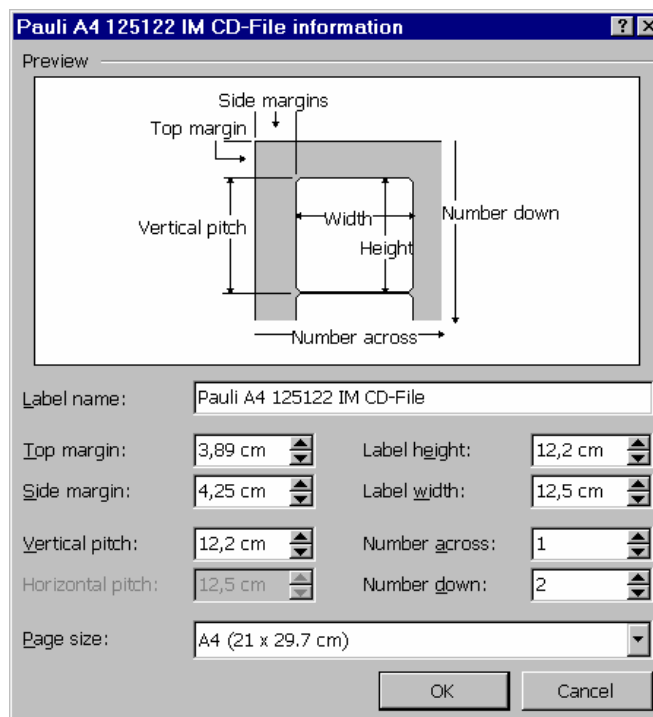 Pauli A4 125122 IM CD-File information
Preview
Side margins
Top margin
Vertical pitch
Width
Height
Number down
Number across
Label name: Pauli A4 125122 IM CD-File
Top margin: 3,89 cm Label height: 12,2 cm
Side margin: 4,25 cm Label width: 12,5 cm
Vertical pitch: 12,2 cm Number across: 1
Horizontal pitch: 12,5 cm Number down: 2
Page size: A4 (21 x 29.7 cm)
OK Cancel